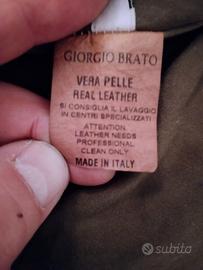 GIORGIO BRATO
VERA PELLE
REAL LEATHER
SI CONSIGLIA IL LAVAGGIO
IN CENTRI SPECIALIZZATI
ATTENTION
LEATHER NEEDS
PROFESSIONAL
CLEAN ONLY
MADE IN ITALY
subito